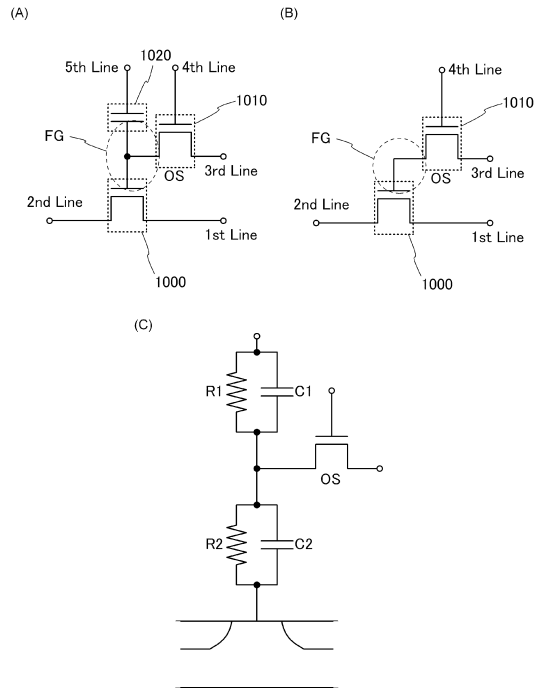 (A)
1020
5th Line
4th Line
1010
FG
OS
3rd Line
2nd Line
1st Line
1000
(B)
4th Line
1010
FG
OS
3rd Line
2nd Line
1st Line
1000
(C)
R1
C1
OS
R2
C2